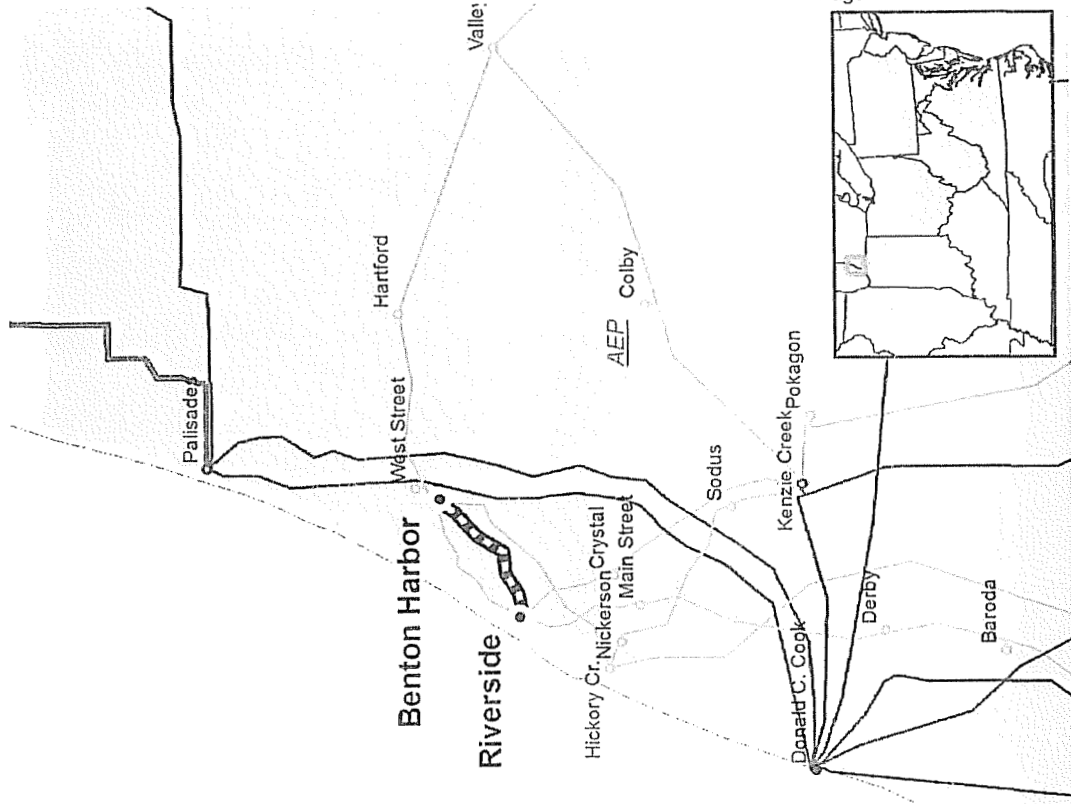 Valley
Hartford
Colby
AEP
Palisades
West Street
Benton Harbor
Riverside
Hickory Cr.
Nickerson
Crystal
Main Street
Sodus
Kenzie Creek
Pokagon
Donald C. Cook
Derby
Baroda